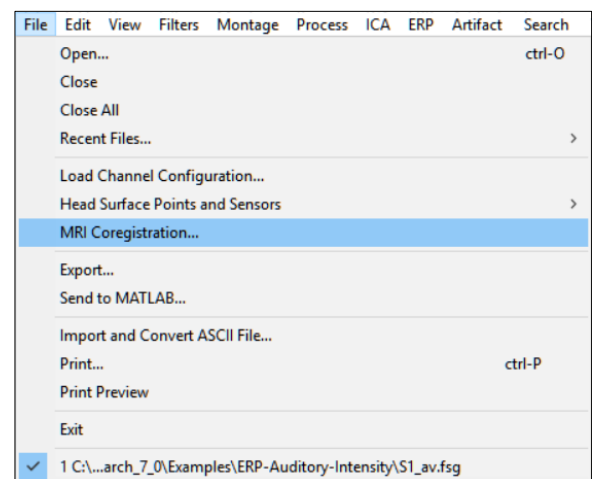 File Edit View Filters Montage Process ICA ERP Artifact Search
Open... ctrl-O
Close
Close All
Recent Files... >
Load Channel Configuration...
Head Surface Points and Sensors >
MRI Coregistration...
Export...
Send to MATLAB...
Import and Convert ASCII File...
Print... ctrl-P
Print Preview
Exit
✓ 1 C:\...arch_7_0\Examples\ERP-Auditory-Intensity\S1_av.fsg